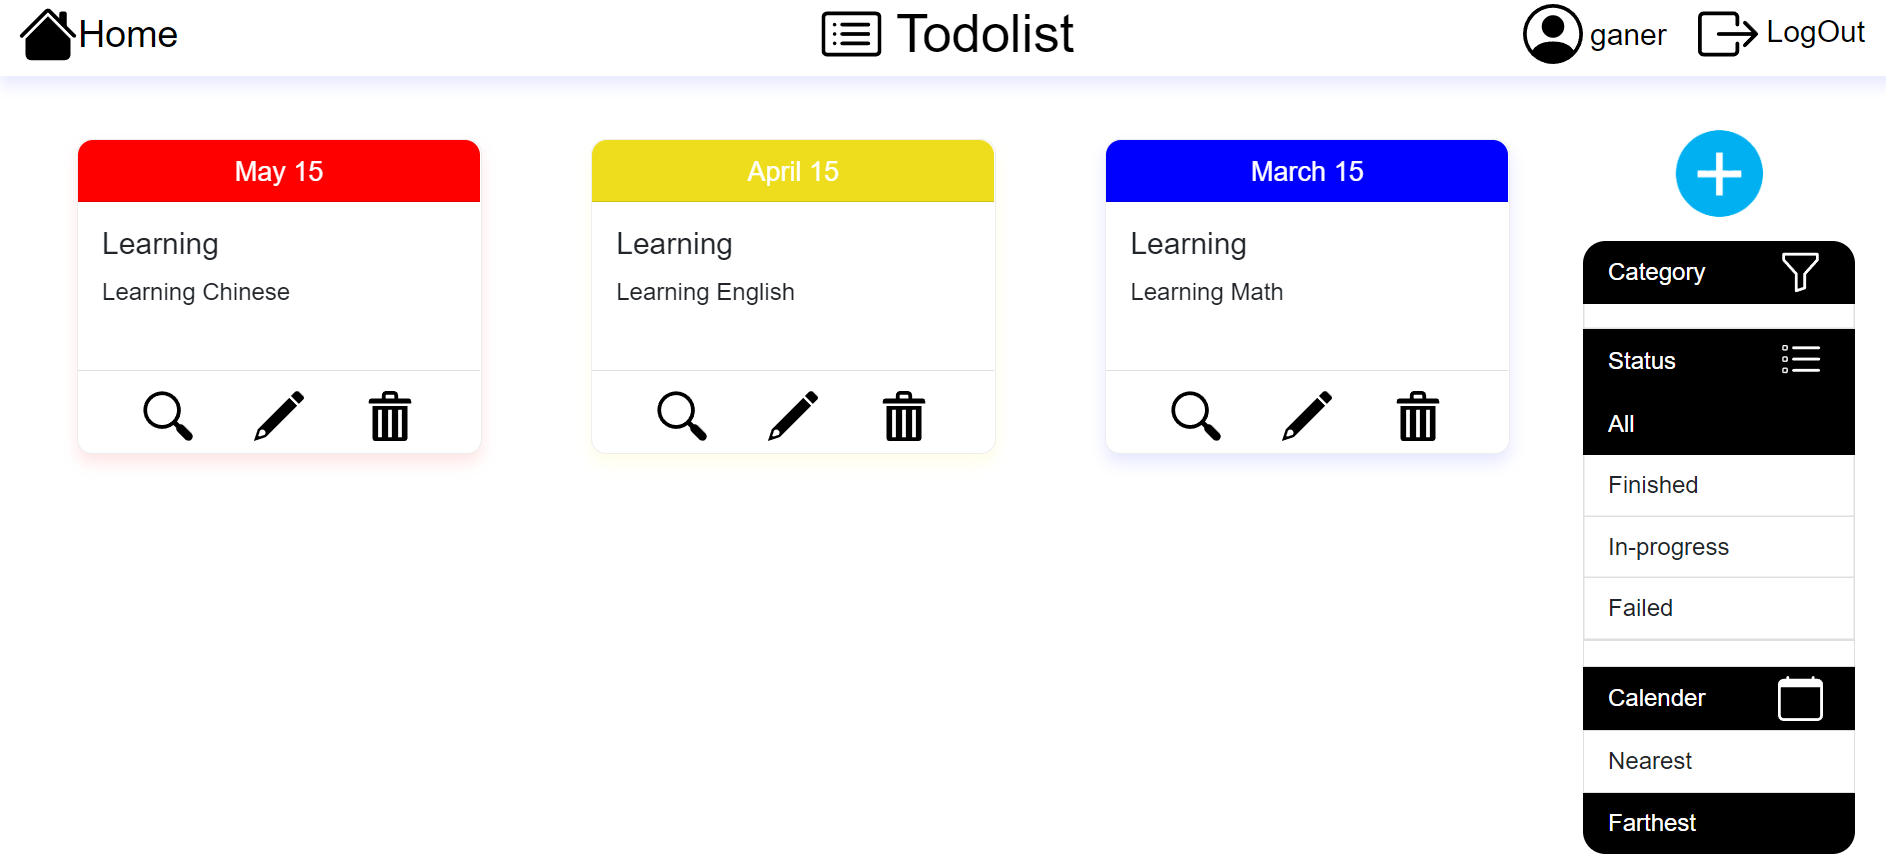 Home
Todolist
ganer
LogOut
May 15
Learning
Learning Chinese
April 15
Learning
Learning English
March 15
Learning
Learning Math
Category
Status
All
Finished
In-progress
Failed
Calender
Nearest
Farthest